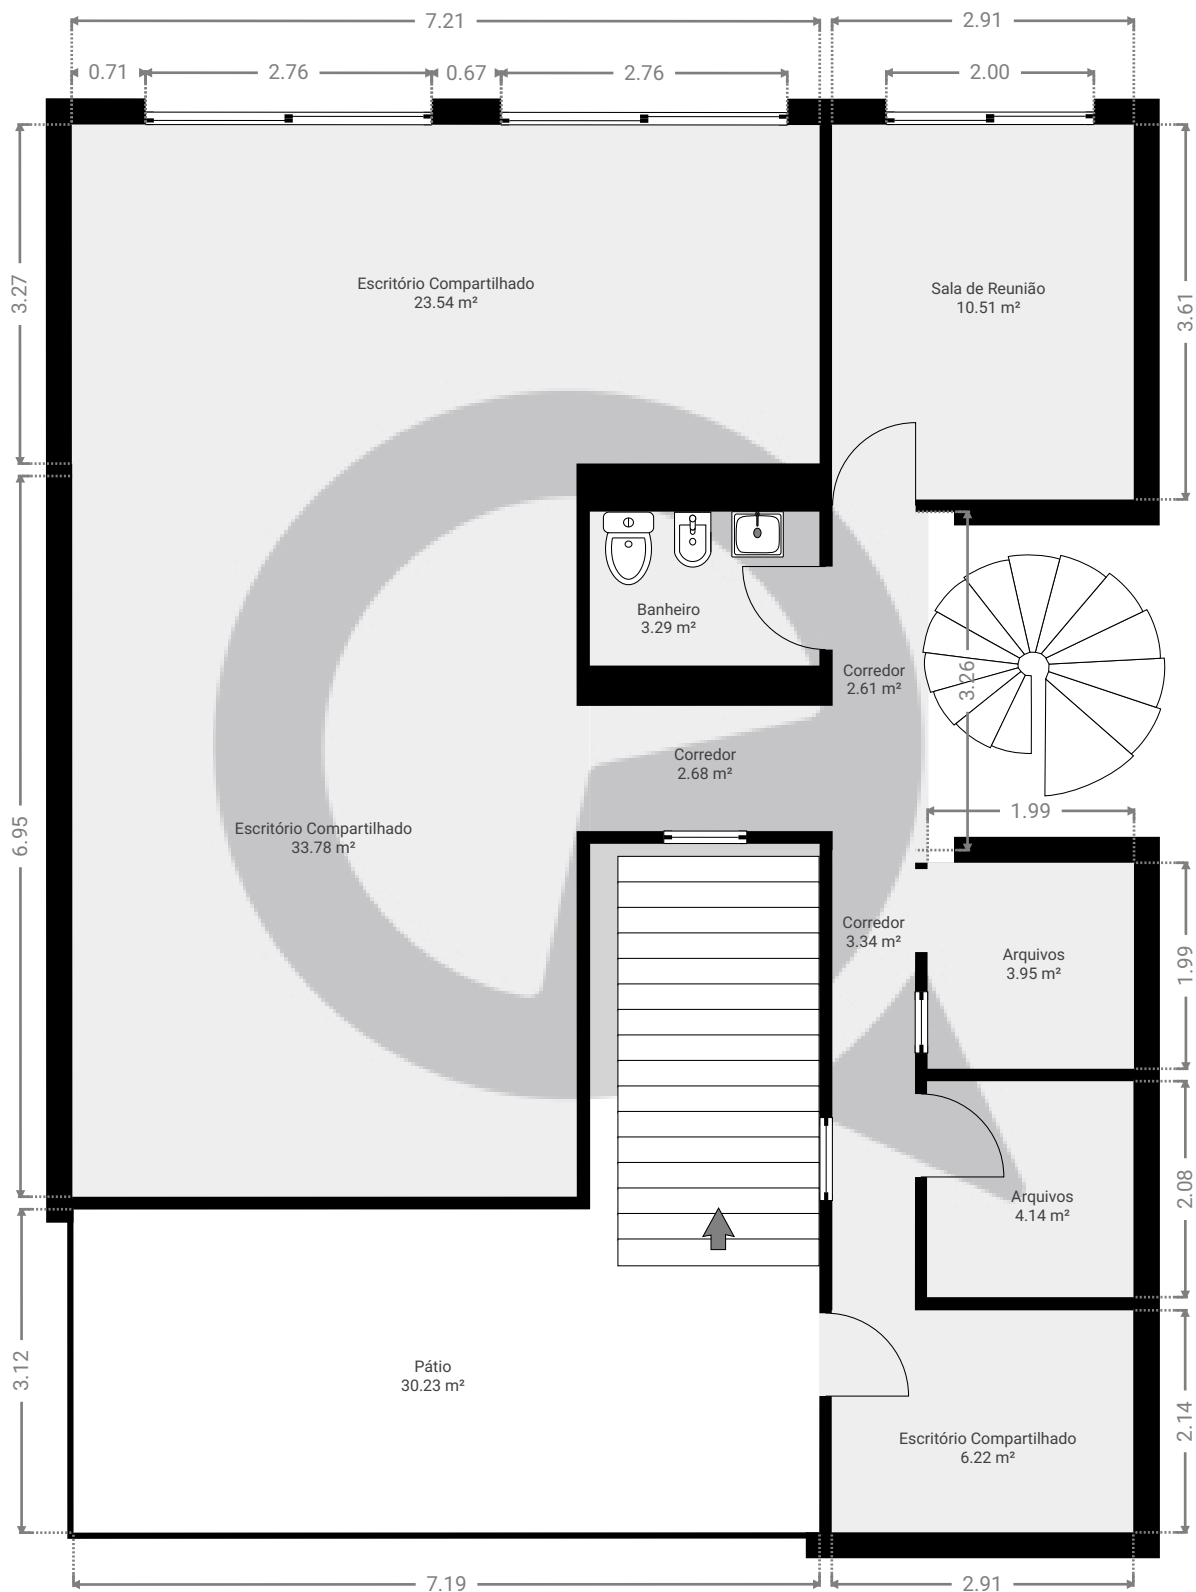 7.21
2.91
0.71
2.76
0.67
2.76
2.00
3.27
Escritório Compartilhado
23.54 m²
Sala de Reunião
10.51 m²
3.61
Banheiro
3.29 m²
Corredor
2.61 m²
3.26
Corredor
2.68 m²
1.99
6.95
Escritório Compartilhado
33.78 m²
Corredor
3.34 m²
Arquivos
3.95 m²
1.99
Arquivos
4.14 m²
2.08
3.12
Pátio
30.23 m²
Escritório Compartilhado
6.22 m²
2.14
7.19
2.91